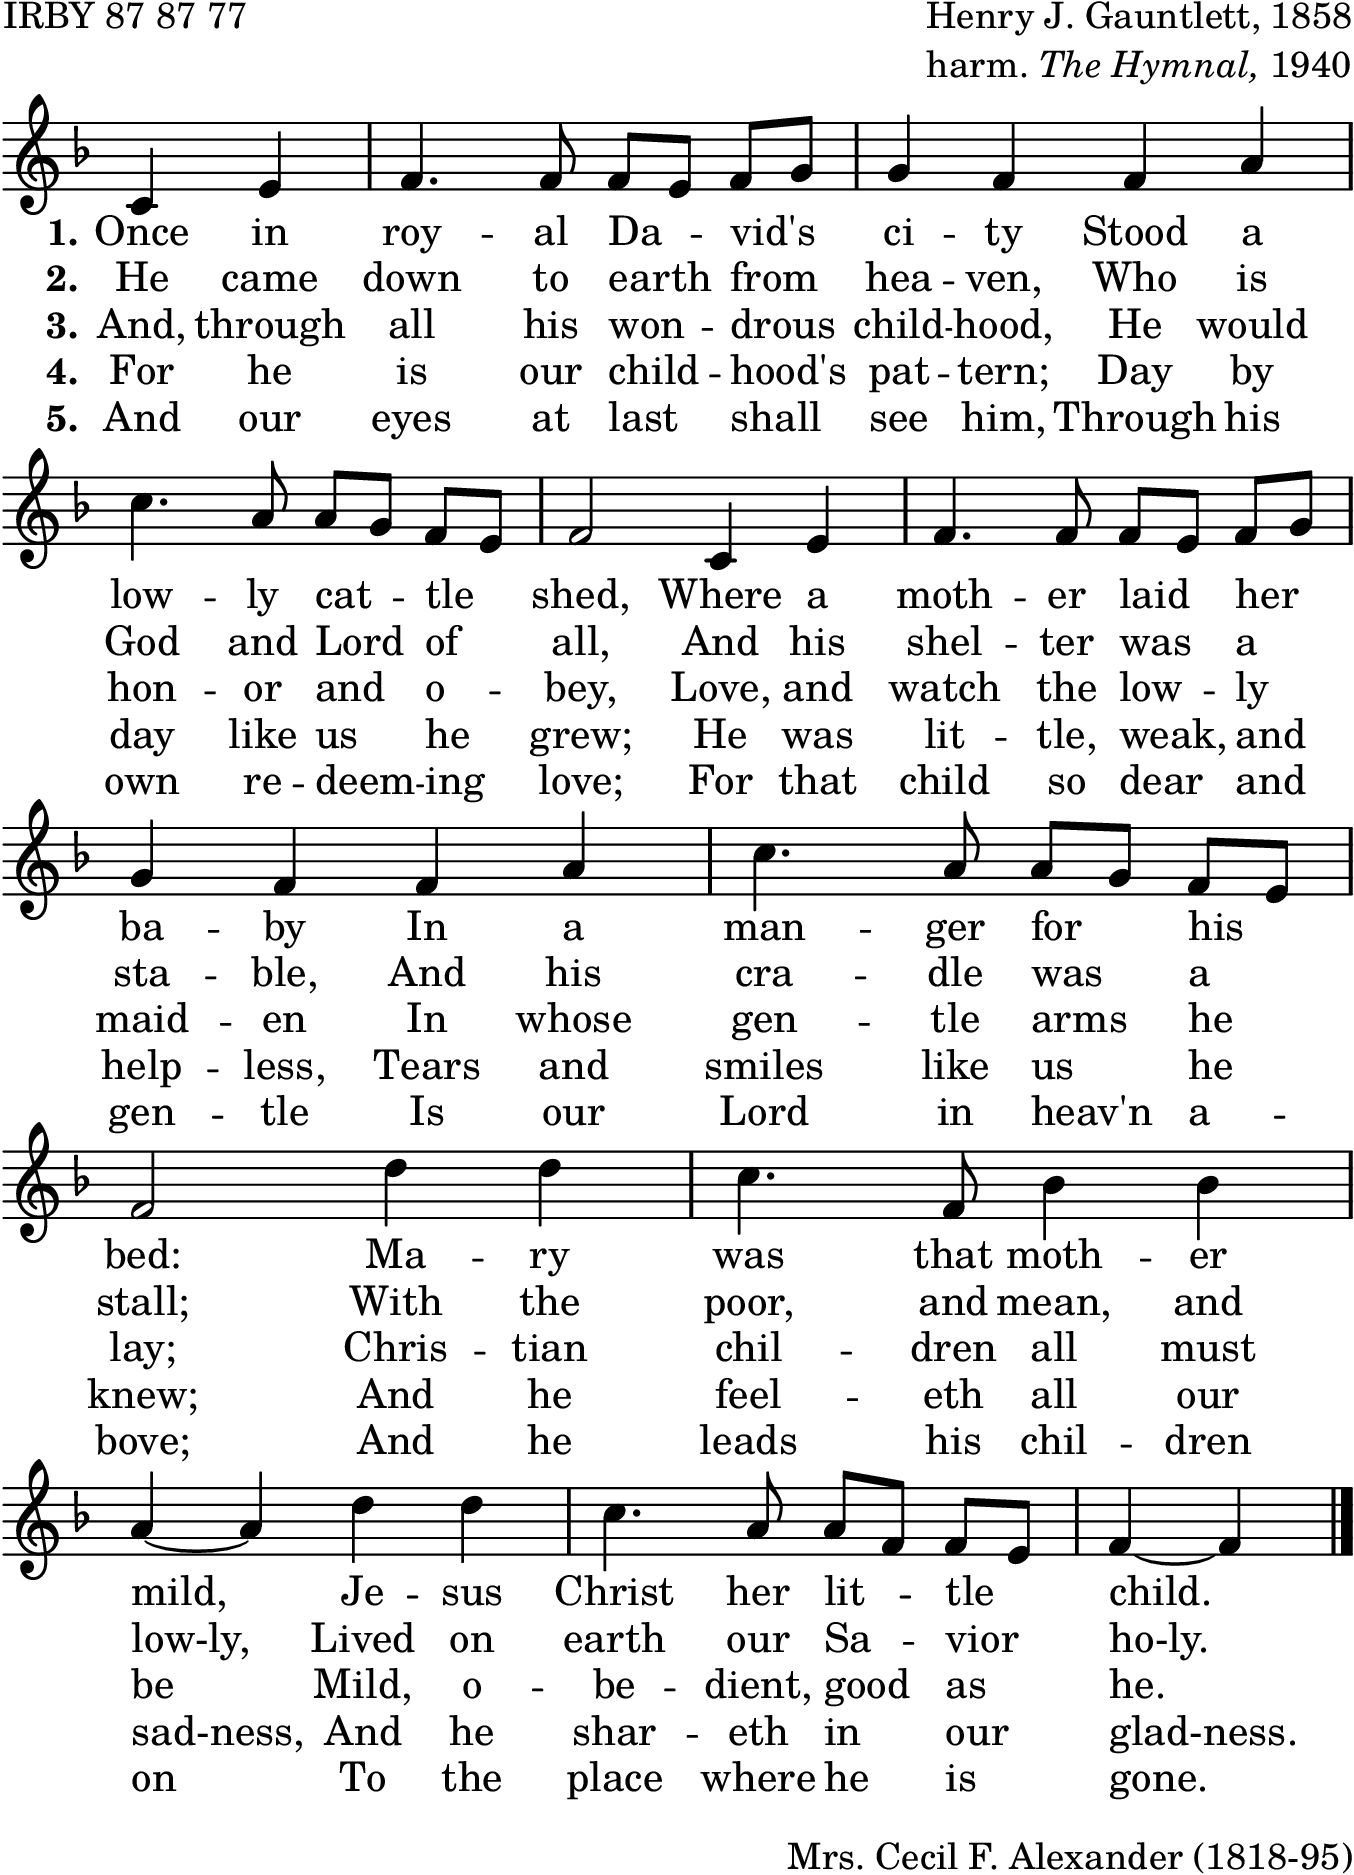 IRBY 87 87 77
Henry J. Gauntlett, 1858
harm. The Hymnal, 1940
1. Once in roy - al Da - vid's ci - ty Stood a
2. He came down to earth from hea - ven, Who is
3. And, through all his won - drous child - hood, He would
4. For he is our child - hood's pat - tern; Day by
5. And our eyes at last shall see him, Through his
low - ly cat - tle shed, Where a moth - er laid her
God and Lord of all, And his shel - ter was a
hon - or and o - bey, Love, and watch the low - ly
day like us he grew; He was lit - tle, weak, and
own re - deem - ing love; For that child so dear and
ba - by In a man - ger for his
sta - ble, And his cra - dle was a
maid - en In whose gen - tle arms he
help - less, Tears and smiles like us he
gen - tle Is our Lord in heav'n a -
bed: Ma - ry was that moth - er
stall; With the poor, and mean, and
lay; Chris - tian chil - dren all must
knew; And he feel - eth all our
bove; And he leads his chil - dren
mild, Je - sus Christ her lit - tle child.
low-ly, Lived on earth our Sa - vior ho-ly.
be Mild, o - be - dient, good as he.
sad-ness, And he shar - eth in our glad-ness.
on To the place where he is gone.
Mrs. Cecil F. Alexander (1818-95)